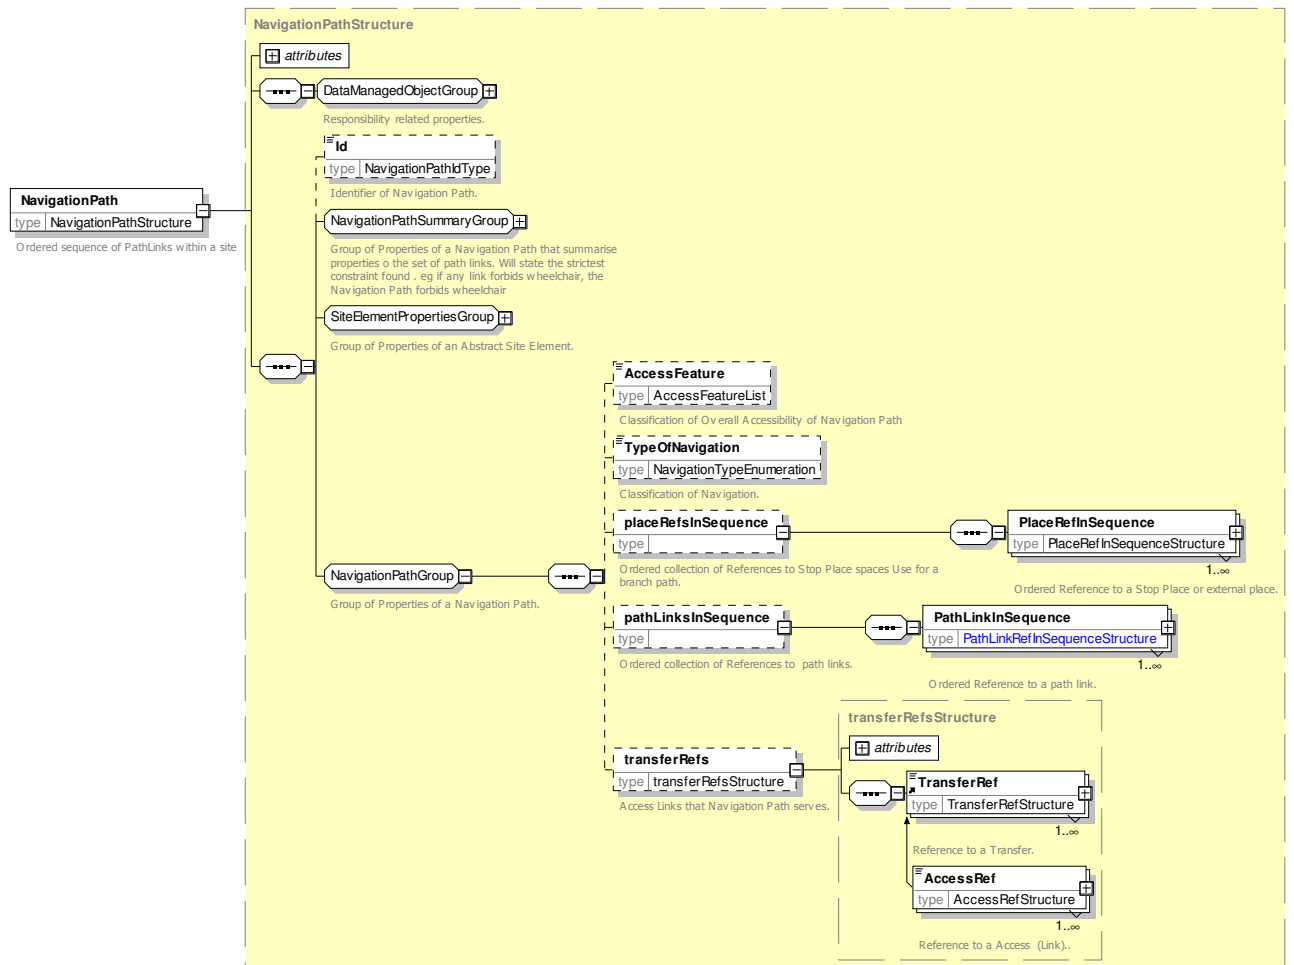 NavigationPathStructure
attributes
DataManagedObjectGroup
Responsibility related properties.
Id
type NavigationPathIdType
Identifier of Navigation Path.
NavigationPath
type NavigationPathStructure
Ordered sequence of PathLinks within a site
NavigationPathSummaryGroup
Group of Properties of a Navigation Path that summarise
properties o the set of path links. Will state the strictest
constraint found . eg if any link forbids wheelchair, the
Navigation Path forbids wheelchair
SiteElementPropertiesGroup
Group of Properties of an Abstract Site Element.
AccessFeature
type AccessFeatureList
Classification of Overall Accessibility of Navigation Path
TypeOfNavigation
type NavigationTypeEnumeration
Classification of Navigation.
placeRefsInSequence
type
Ordered collection of References to Stop Place spaces Use for a
branch path.
PlaceRefInSequence
type PlaceRefInSequenceStructure
1..∞
Ordered Reference to a Stop Place or external place.
NavigationPathGroup
Group of Properties of a Navigation Path.
pathLinksInSequence
type
Ordered collection of References to path links.
PathLinkInSequence
type PathLinkRefInSequenceStructure
1..∞
Ordered Reference to a path link.
transferRefsStructure
attributes
transferRefs
type transferRefsStructure
Access Links that Navigation Path serves.
TransferRef
type TransferRefStructure
1..∞
Reference to a Transfer.
AccessRef
type AccessRefStructure
1..∞
Reference to a Access (Link)..